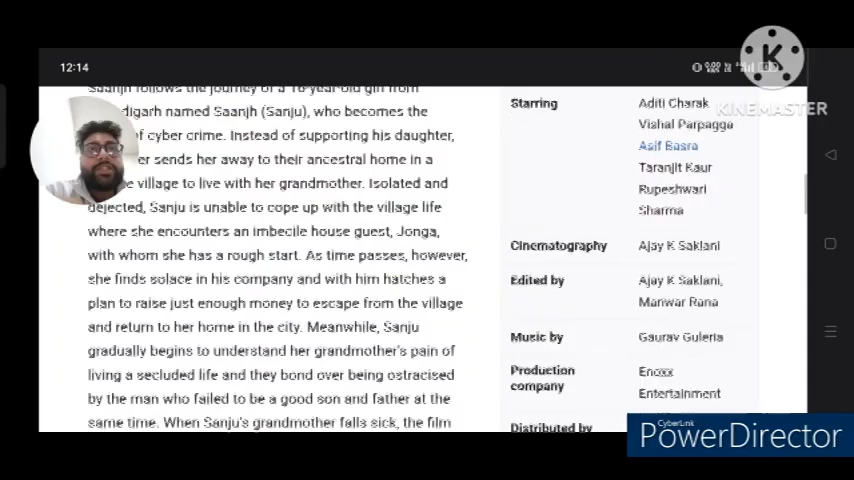 12:14
KINEMASTER
Saanjh follows the journey of a 16-year-old girl from
digarh named Saanjh (Sanju), who becomes the
of cyber crime. Instead of supporting his daughter,
er sends her away to their ancestral home in a
village to live with her grandmother. Isolated and
dejected, Sanju is unable to cope up with the village life
where she encounters an imbecile house guest, Jonga,
with whom she has a rough start. As time passes, however,
she finds solace in his company and with him hatches a
plan to raise just enough money to escape from the village
and return to her home in the city. Meanwhile, Sanju
gradually begins to understand her grandmother's pain of
living a secluded life and they bond over being ostracised
by the man who failed to be a good son and father at the
same time. When Sanju's grandmother falls sick, the film
Starring
Aditi Charak
Vishal Parpagga
Asif Basra
Taranjit Kaur
Rupeshwari
Sharma
Cinematography
Ajay K Saklani
Edited by
Ajay K Saklani,
Manwar Rana
Music by
Gaurav Guleria
Production
company
Enoxx
Entertainment
Distributed by
CyberLink
PowerDirector